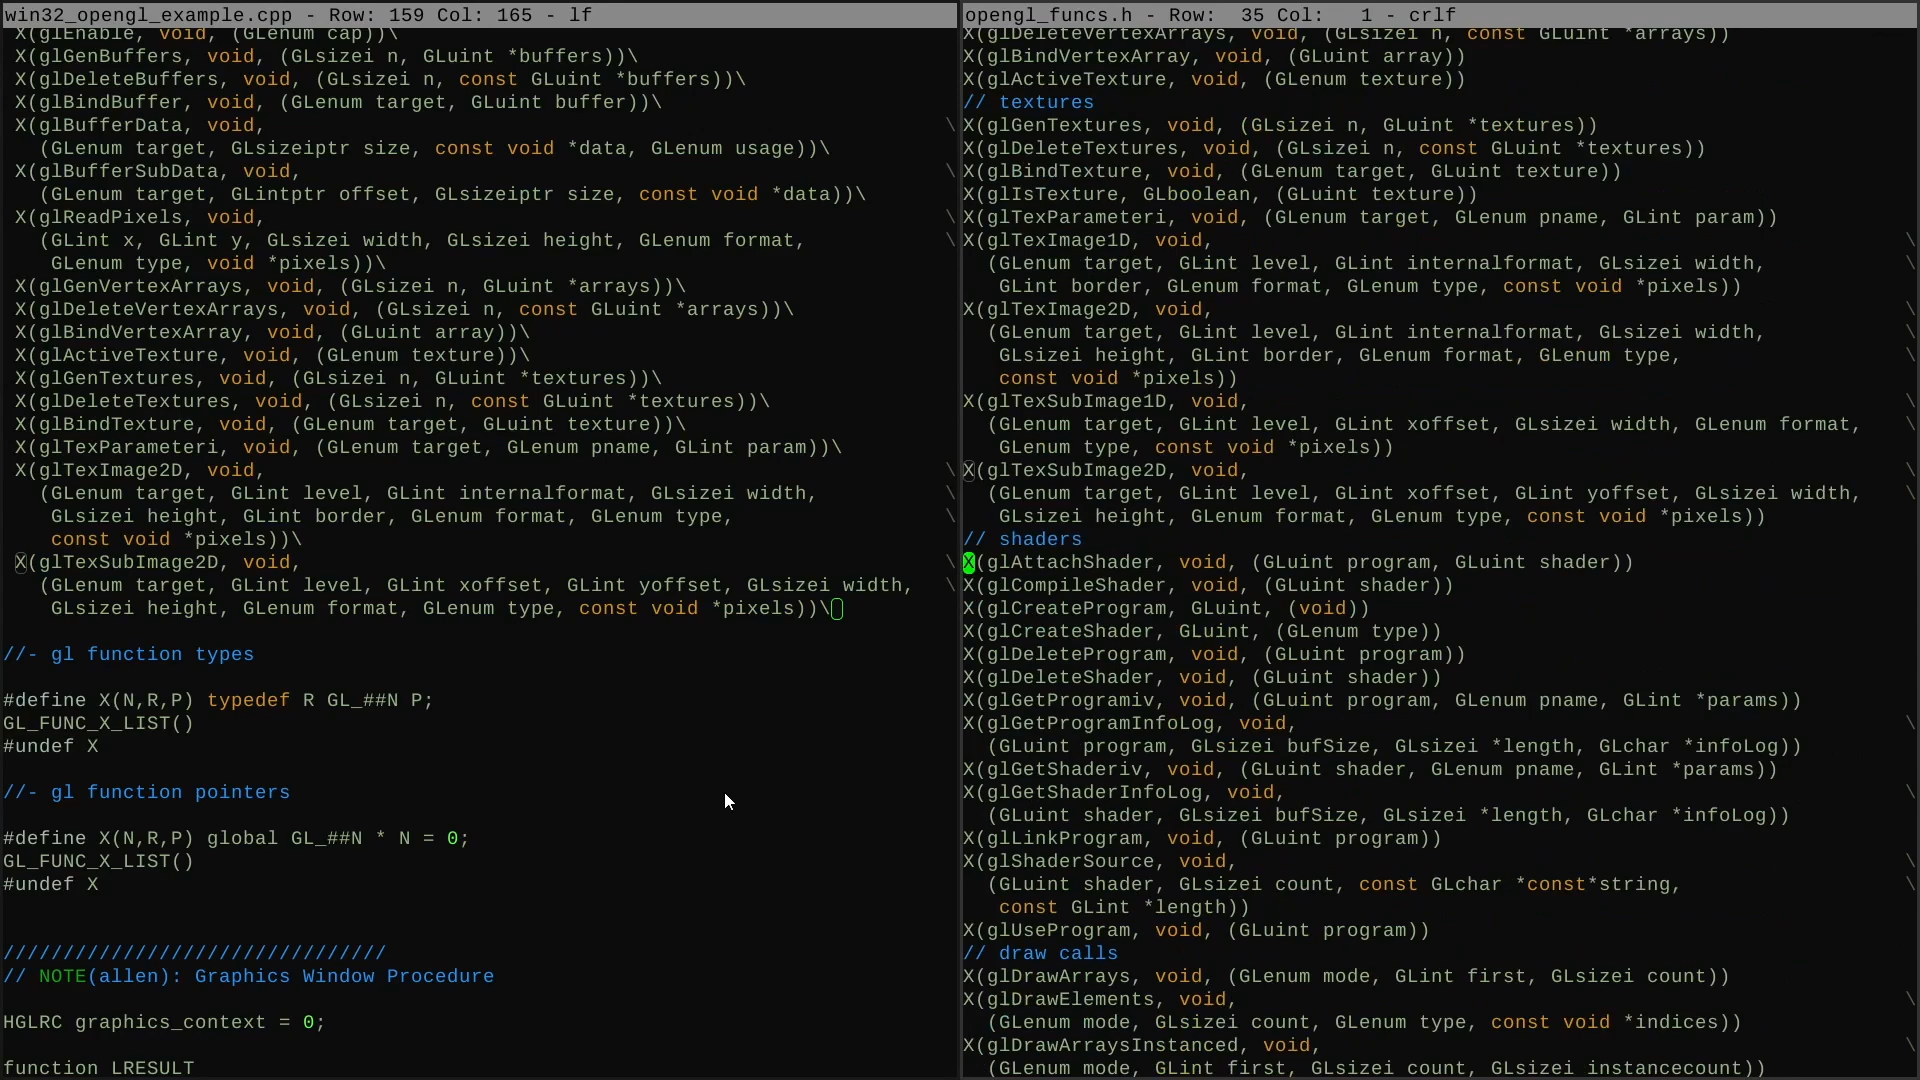 win32_opengl_example.cpp - Row: 159 Col: 165 - lf
X(glEnable, void, (GLenum cap))\
X(glGenBuffers, void, (GLsizei n, GLuint *buffers))\
X(glDeleteBuffers, void, (GLsizei n, const GLuint *buffers))\
X(glBindBuffer, void, (GLenum target, GLuint buffer))\
X(glBufferData, void, \
(GLenum target, GLsizeiptr size, const void *data, GLenum usage))\
X(glBufferSubData, void, \
(GLenum target, GLintptr offset, GLsizeiptr size, const void *data))\
X(glReadPixels, void, \
(GLint x, GLint y, GLsizei width, GLsizei height, GLenum format, \
GLenum type, void *pixels))\
X(glGenVertexArrays, void, (GLsizei n, GLuint *arrays))\
X(glDeleteVertexArrays, void, (GLsizei n, const GLuint *arrays))\
X(glBindVertexArray, void, (GLuint array))\
X(glActiveTexture, void, (GLenum texture))\
X(glGenTextures, void, (GLsizei n, GLuint *textures))\
X(glDeleteTextures, void, (GLsizei n, const GLuint *textures))\
X(glBindTexture, void, (GLenum target, GLuint texture))\
X(glTexParameteri, void, (GLenum target, GLenum pname, GLint param))\
X(glTexImage2D, void, \
(GLenum target, GLint level, GLint internalformat, GLsizei width, \
GLsizei height, GLint border, GLenum format, GLenum type, \
const void *pixels))\
X(glTexSubImage2D, void, \
(GLenum target, GLint level, GLint xoffset, GLint yoffset, GLsizei width, \
GLsizei height, GLenum format, GLenum type, const void *pixels))\
//- gl function types
#define X(N,R,P) typedef R GL_##N P;
GL_FUNC_X_LIST()
#undef X
//- gl function pointers
#define X(N,R,P) global GL_##N * N = 0;
GL_FUNC_X_LIST()
#undef X
////////////////////////////////
// NOTE(allen): Graphics Window Procedure
HGLRC graphics_context = 0;
function LRESULT
opengl_funcs.h - Row:  35 Col:   1 - crlf
X(glDeleteVertexArrays, void, (GLsizei n, const GLuint *arrays))
X(glBindVertexArray, void, (GLuint array))
X(glActiveTexture, void, (GLenum texture))
// textures
X(glGenTextures, void, (GLsizei n, GLuint *textures))
X(glDeleteTextures, void, (GLsizei n, const GLuint *textures))
X(glBindTexture, void, (GLenum target, GLuint texture))
X(glIsTexture, GLboolean, (GLuint texture))
X(glTexParameteri, void, (GLenum target, GLenum pname, GLint param))
X(glTexImage1D, void, \
(GLenum target, GLint level, GLint internalformat, GLsizei width, \
GLint border, GLenum format, GLenum type, const void *pixels))
X(glTexImage2D, void, \
(GLenum target, GLint level, GLint internalformat, GLsizei width, \
GLsizei height, GLint border, GLenum format, GLenum type, \
const void *pixels))
X(glTexSubImage1D, void, \
(GLenum target, GLint level, GLint xoffset, GLsizei width, GLenum format, \
GLenum type, const void *pixels))
X(glTexSubImage2D, void, \
(GLenum target, GLint level, GLint xoffset, GLint yoffset, GLsizei width, \
GLsizei height, GLenum format, GLenum type, const void *pixels))
// shaders
X(glAttachShader, void, (GLuint program, GLuint shader))
X(glCompileShader, void, (GLuint shader))
X(glCreateProgram, GLuint, (void))
X(glCreateShader, GLuint, (GLenum type))
X(glDeleteProgram, void, (GLuint program))
X(glDeleteShader, void, (GLuint shader))
X(glGetProgramiv, void, (GLuint program, GLenum pname, GLint *params))
X(glGetProgramInfoLog, void, \
(GLuint program, GLsizei bufSize, GLsizei *length, GLchar *infoLog))
X(glGetShaderiv, void, (GLuint shader, GLenum pname, GLint *params))
X(glGetShaderInfoLog, void, \
(GLuint shader, GLsizei bufSize, GLsizei *length, GLchar *infoLog))
X(glLinkProgram, void, (GLuint program))
X(glShaderSource, void, \
(GLuint shader, GLsizei count, const GLchar *const*string, \
const GLint *length))
X(glUseProgram, void, (GLuint program))
// draw calls
X(glDrawArrays, void, (GLenum mode, GLint first, GLsizei count))
X(glDrawElements, void, \
(GLenum mode, GLsizei count, GLenum type, const void *indices))
X(glDrawArraysInstanced, void, \
(GLenum mode, GLint first, GLsizei count, GLsizei instancecount))